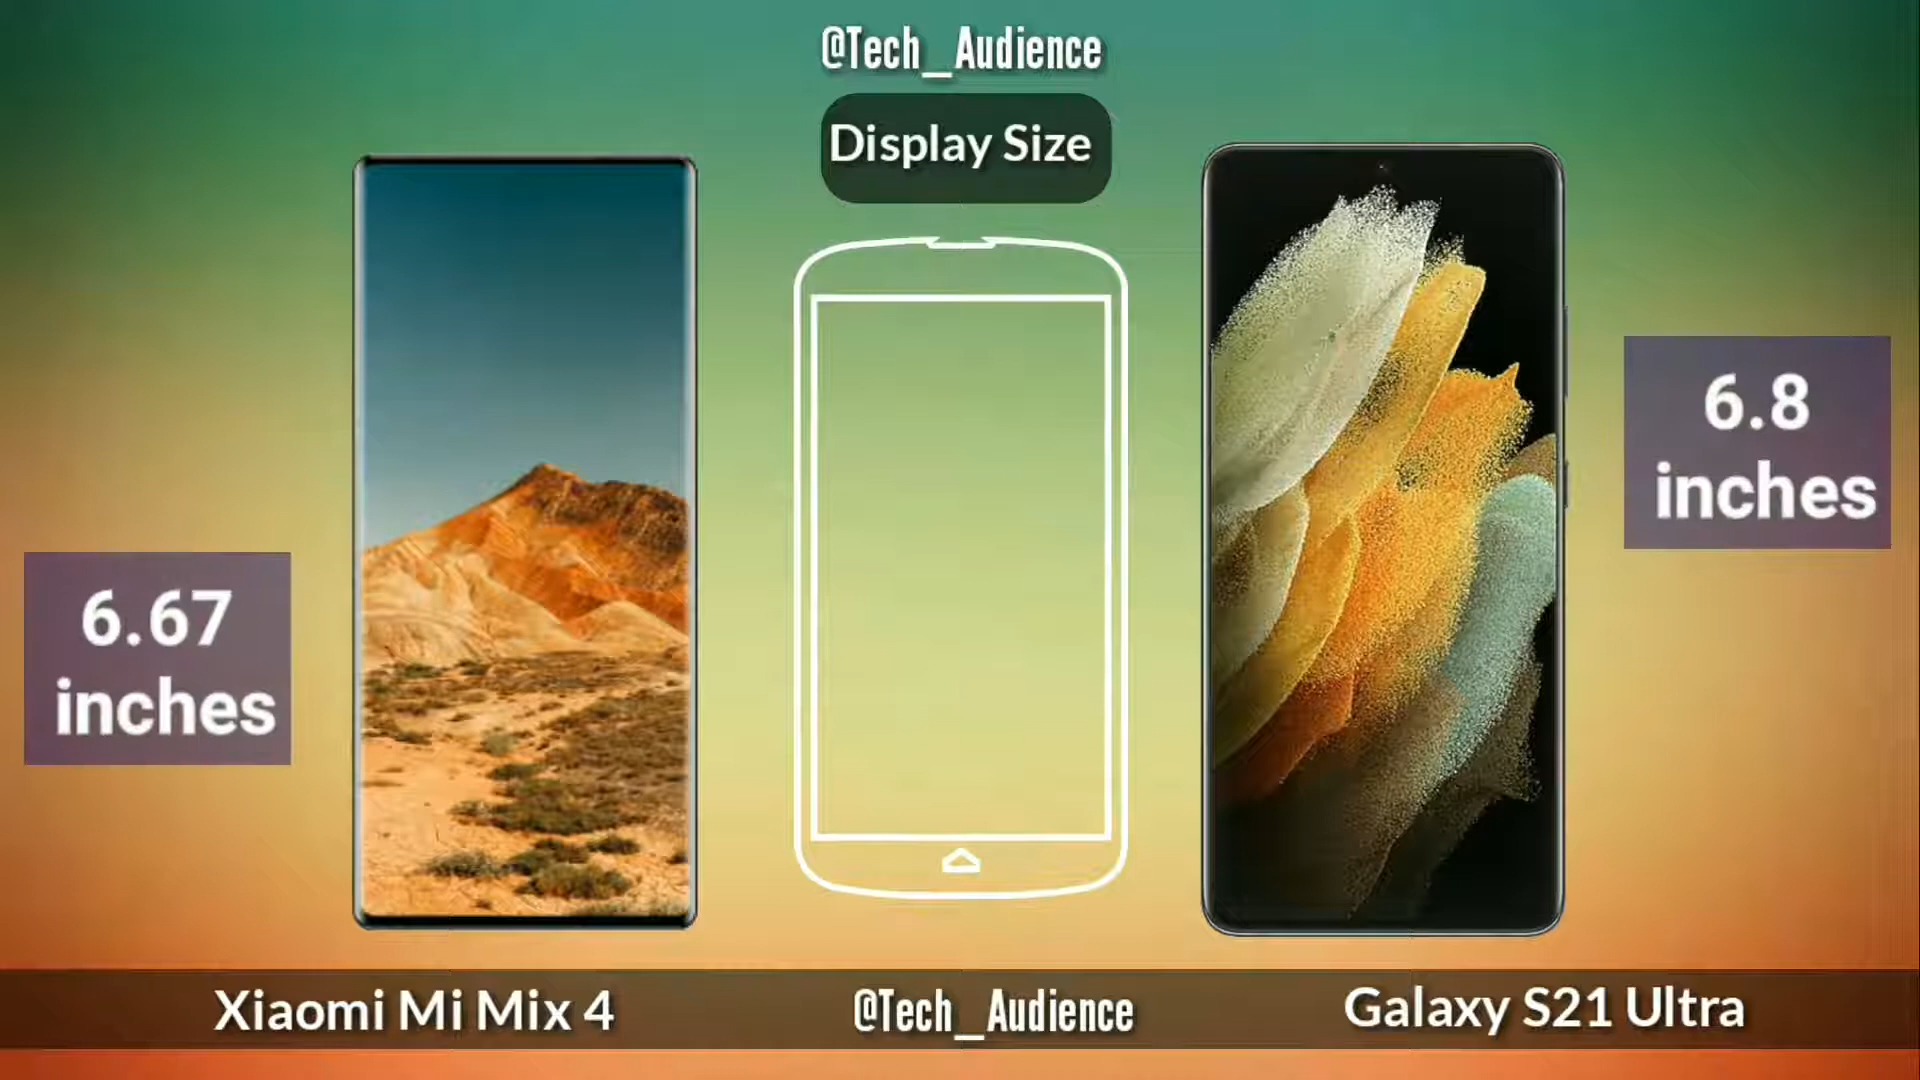 @Tech_Audience
Display Size
6.8
inches
6.67
inches
Xiaomi Mi Mix 4
@Tech_Audience
Galaxy S21 Ultra